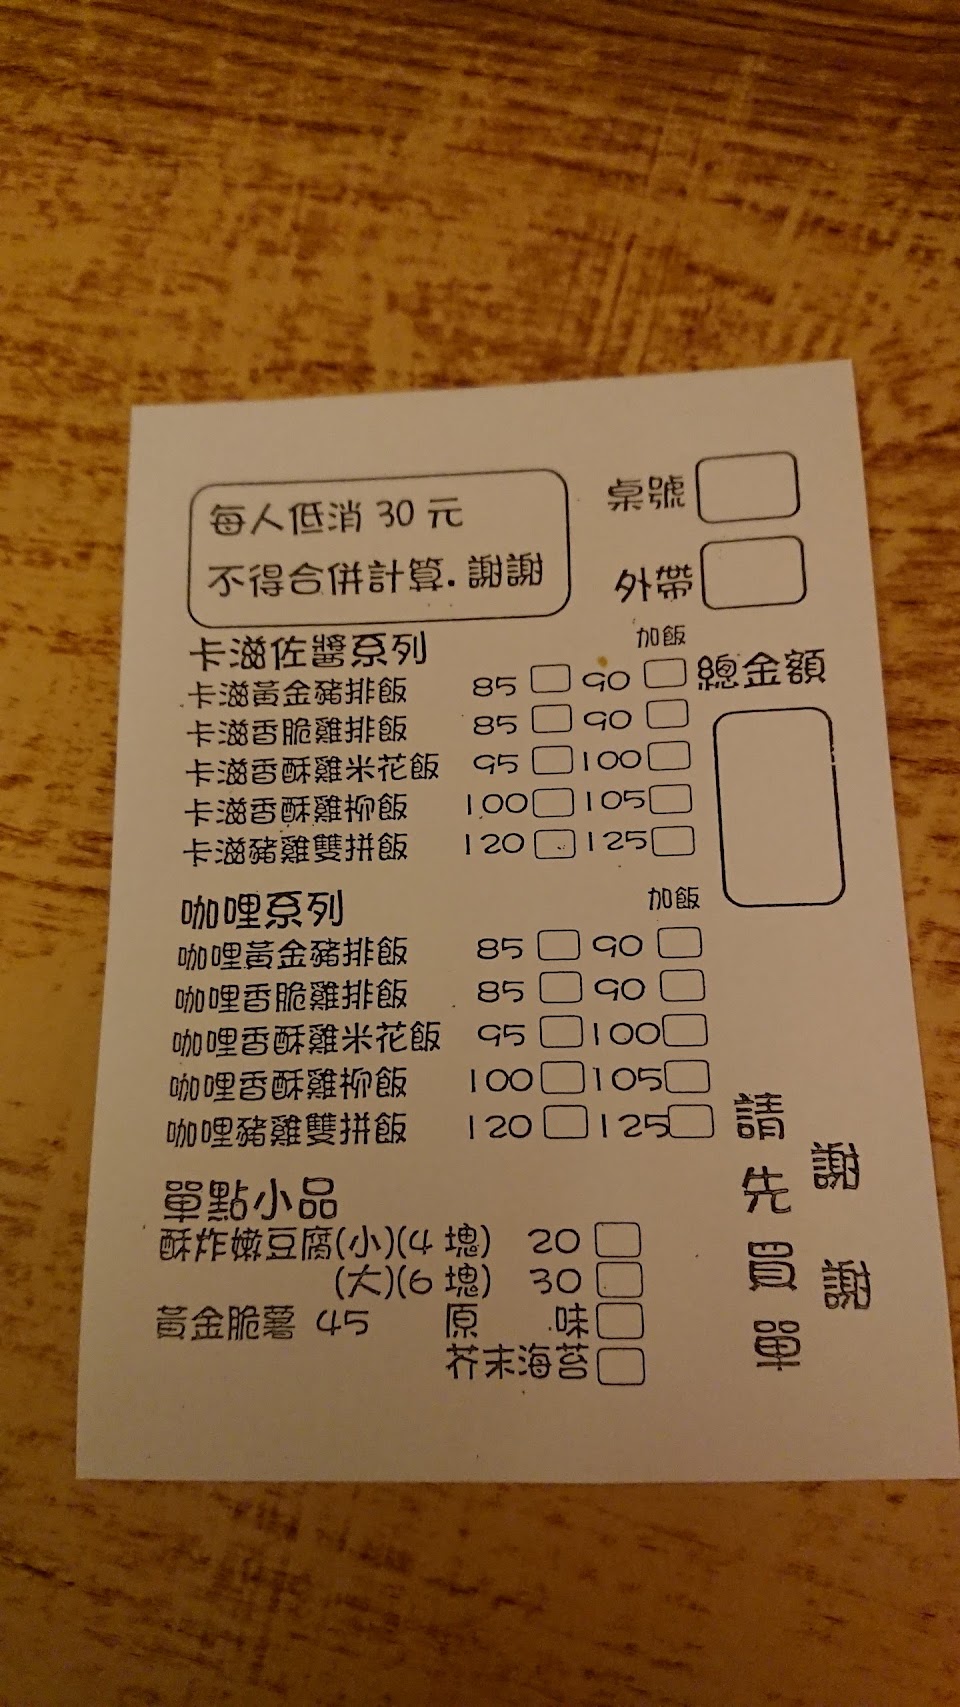 每人低消 30 元
不得合併計算. 謝謝
桌號
外帶
卡滋佐醬系列 加飯
卡滋黃金豬排飯 85 90
卡滋香脆雞排飯 85 90
卡滋香酥雞米花飯 95 100
卡滋香酥雞柳飯 100 105
卡滋豬雞雙拼飯 120 125
總金額
咖哩系列 加飯
咖哩黃金豬排飯 85 90
咖哩香脆雞排飯 85 90
咖哩香酥雞米花飯 95 100
咖哩香酥雞柳飯 100 105
咖哩豬雞雙拼飯 120 125
單點小品
酥炸嫩豆腐(小)(4 塊) 20
(大)(6 塊) 30
黃金脆薯 45 原 味
芥末海苔
請先買單
謝謝